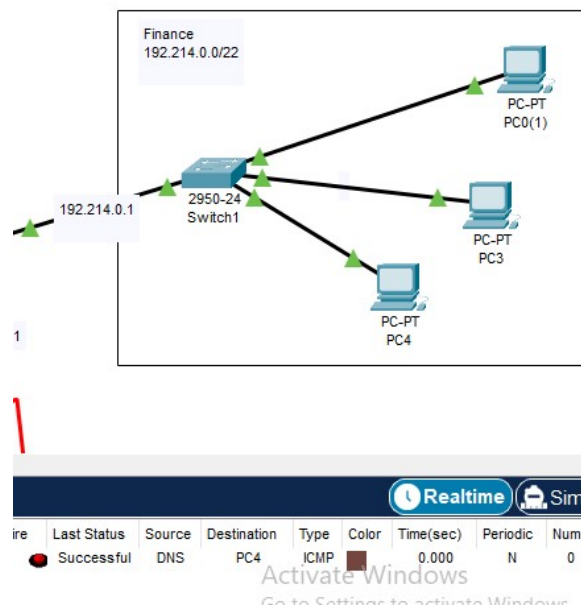 Finance
192.214.0.0/22
PC-PT
PC0(1)
192.214.0.1
2950-24
Switch1
PC-PT
PC3
PC-PT
PC4
1
Realtime
Sim
ire Last Status Source Destination Type Color Time(sec) Periodic Num
Successful DNS PC4 ICMP 0.000 N 0
Activate Windows
Go to Settings to activate Windows.